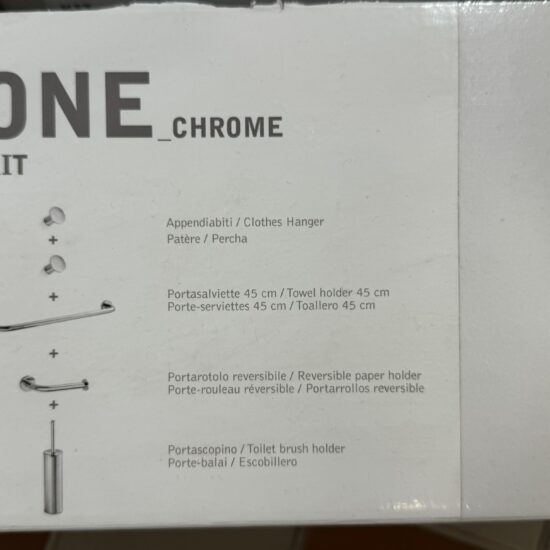 ONE_CHROME
KIT
Appendiabiti / Clothes Hanger
+
Patère / Percha
+
Portasalviette 45 cm / Towel holder 45 cm
Porte-serviettes 45 cm / Toallero 45 cm
+
Portarotolo reversibile / Reversible paper holder
Porte-rouleau réversible / Portarrollos reversible
+
Portascopino / Toilet brush holder
Porte-balai / Escobillero